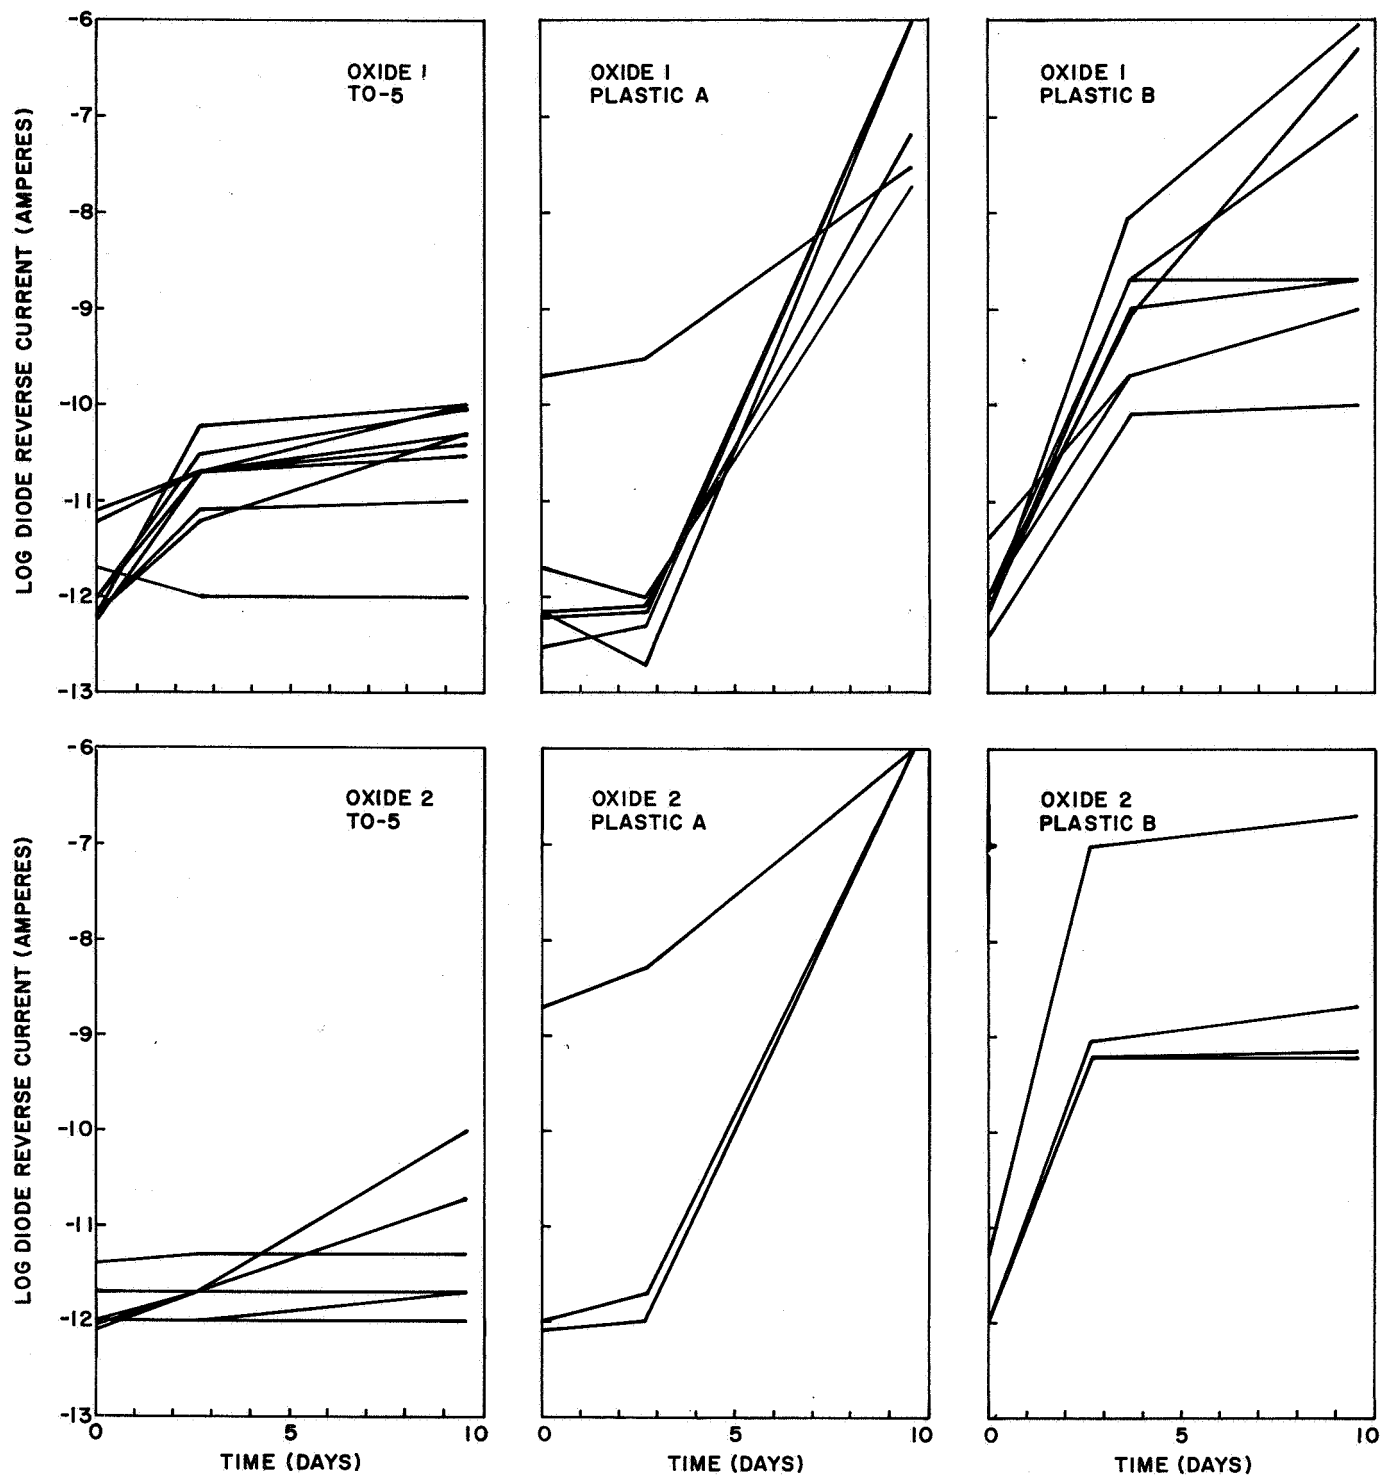 LOG DIODE REVERSE CURRENT (AMPERES)
-6
-7
-8
-9
-10
-11
-12
-13
OXIDE 1
TO-5
OXIDE 1
PLASTIC A
OXIDE 1
PLASTIC B
LOG DIODE REVERSE CURRENT (AMPERES)
-6
-7
-8
-9
-10
-11
-12
-13
OXIDE 2
TO-5
OXIDE 2
PLASTIC A
OXIDE 2
PLASTIC B
0 5 10
0 5 10
0 5 10
TIME (DAYS)
TIME (DAYS)
TIME (DAYS)